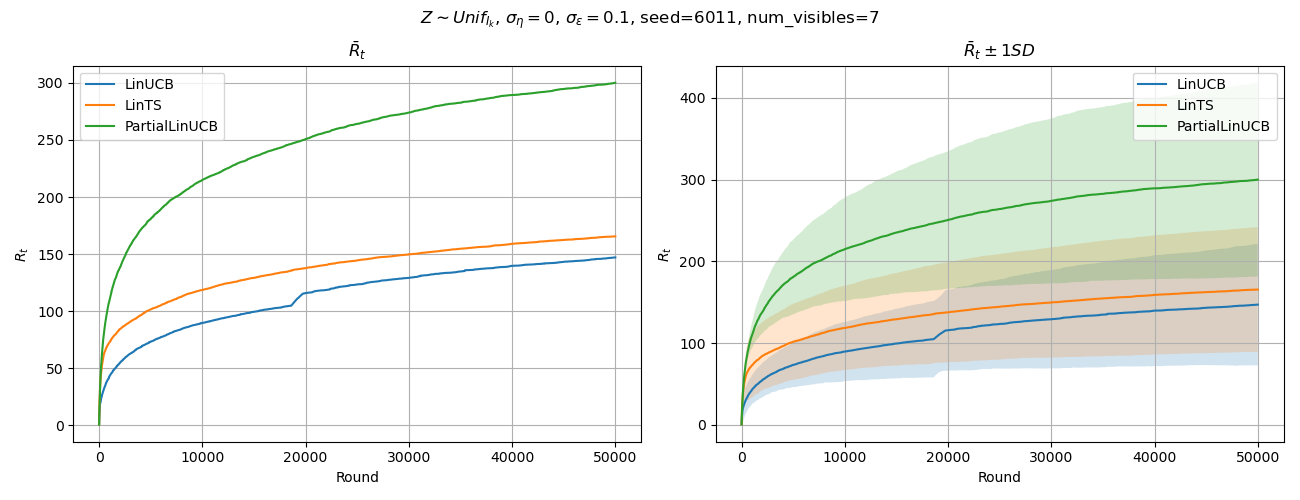 Z ∼ Unif_{I_k}, σ_η = 0, σ_ε = 0.1, seed=6011, num_visibles=7
R̄_t
R_t
300
250
200
150
100
50
0
LinUCB
LinTS
PartialLinUCB
0 10000 20000 30000 40000 50000
Round
R̄_t ± 1SD
R_t
400
300
200
100
0
LinUCB
LinTS
PartialLinUCB
0 10000 20000 30000 40000 50000
Round